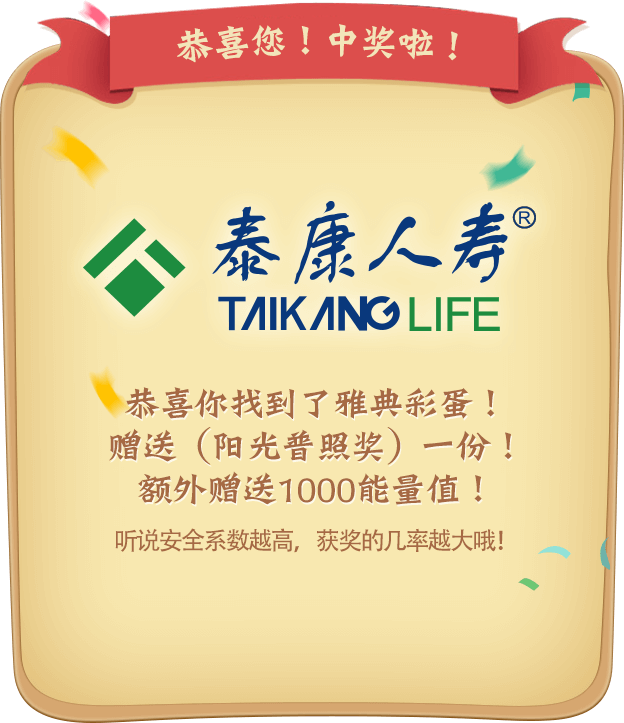 恭喜您！中奖啦！
泰康人寿®
TAIKANG LIFE
恭喜你找到了雅典彩蛋！
赠送（阳光普照奖）一份！
额外赠送1000能量值！
听说安全系数越高，获奖的几率越大哦！